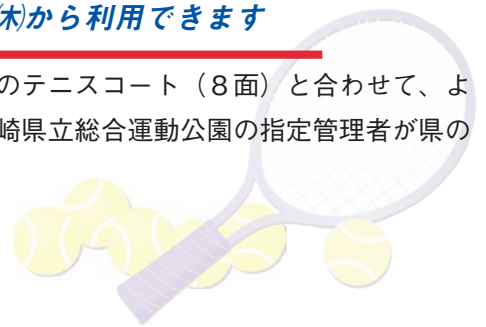 ㈭から利用できます
のテニスコート（８面）と合わせて、よ
崎県立総合運動公園の指定管理者が県の